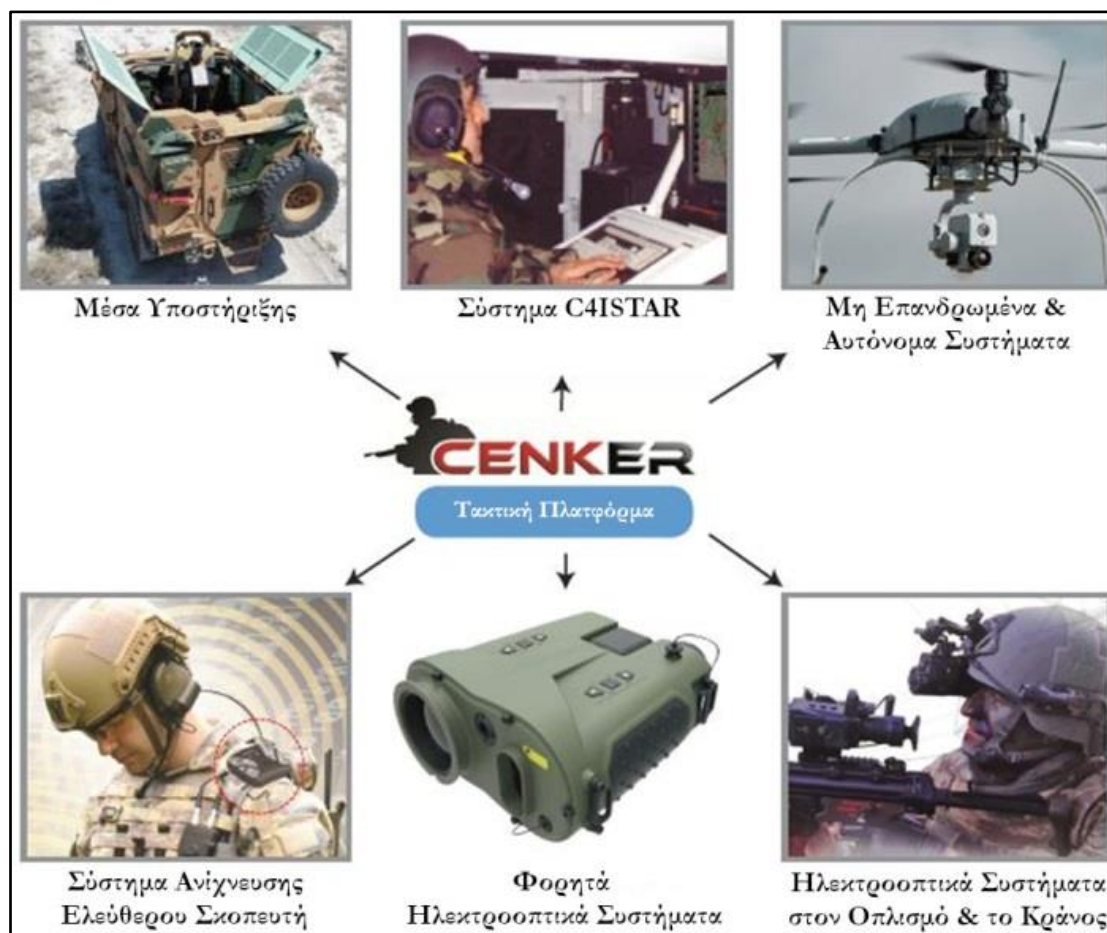 Μέσα Υποστήριξης
Σύστημα C4ISTAR
Μη Επανδρωμένα &
Αυτόνομα Συστήματα
CENKER
Τακτική Πλατφόρμα
Σύστημα Ανίχνευσης
Ελεύθερου Σκοπευτή
Φορητά
Ηλεκτροοπτικά Συστήματα
Ηλεκτροοπτικά Συστήματα
στον Οπλισμό & το Κράνος